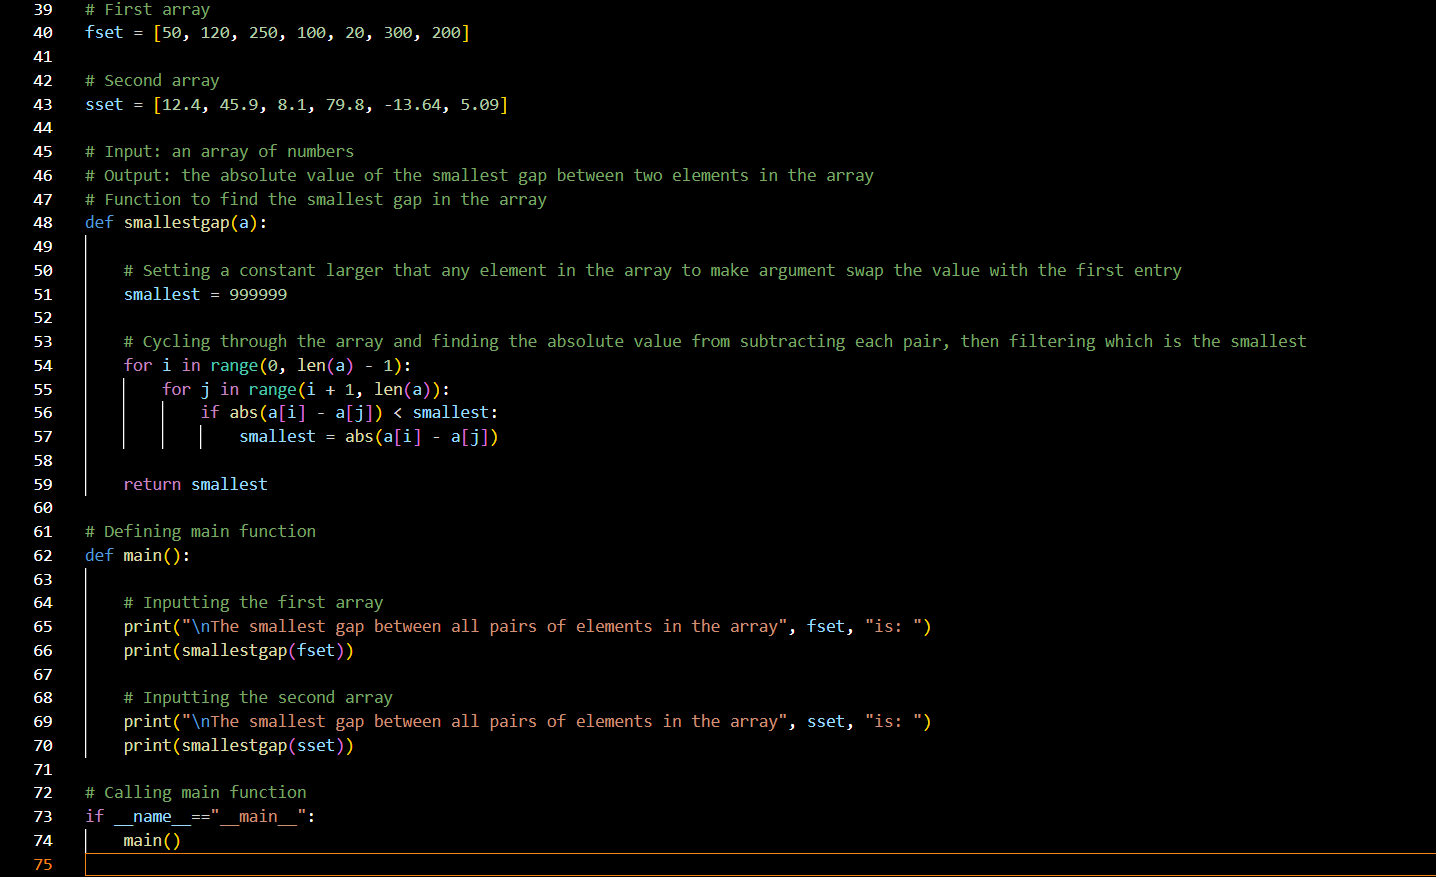 39 # First array
40 fset = [50, 120, 250, 100, 20, 300, 200]
41
42 # Second array
43 sset = [12.4, 45.9, 8.1, 79.8, -13.64, 5.09]
44
45 # Input: an array of numbers
46 # Output: the absolute value of the smallest gap between two elements in the array
47 # Function to find the smallest gap in the array
48 def smallestgap(a):
49
50     # Setting a constant larger that any element in the array to make argument swap the value with the first entry
51     smallest = 999999
52
53     # Cycling through the array and finding the absolute value from subtracting each pair, then filtering which is the smallest
54     for i in range(0, len(a) - 1):
55         for j in range(i + 1, len(a)):
56             if abs(a[i] - a[j]) < smallest:
57                 smallest = abs(a[i] - a[j])
58
59     return smallest
60
61 # Defining main function
62 def main():
63
64     # Inputting the first array
65     print("\nThe smallest gap between all pairs of elements in the array", fset, "is: ")
66     print(smallestgap(fset))
67
68     # Inputting the second array
69     print("\nThe smallest gap between all pairs of elements in the array", sset, "is: ")
70     print(smallestgap(sset))
71
72 # Calling main function
73 if __name__=="__main__":
74     main()
75